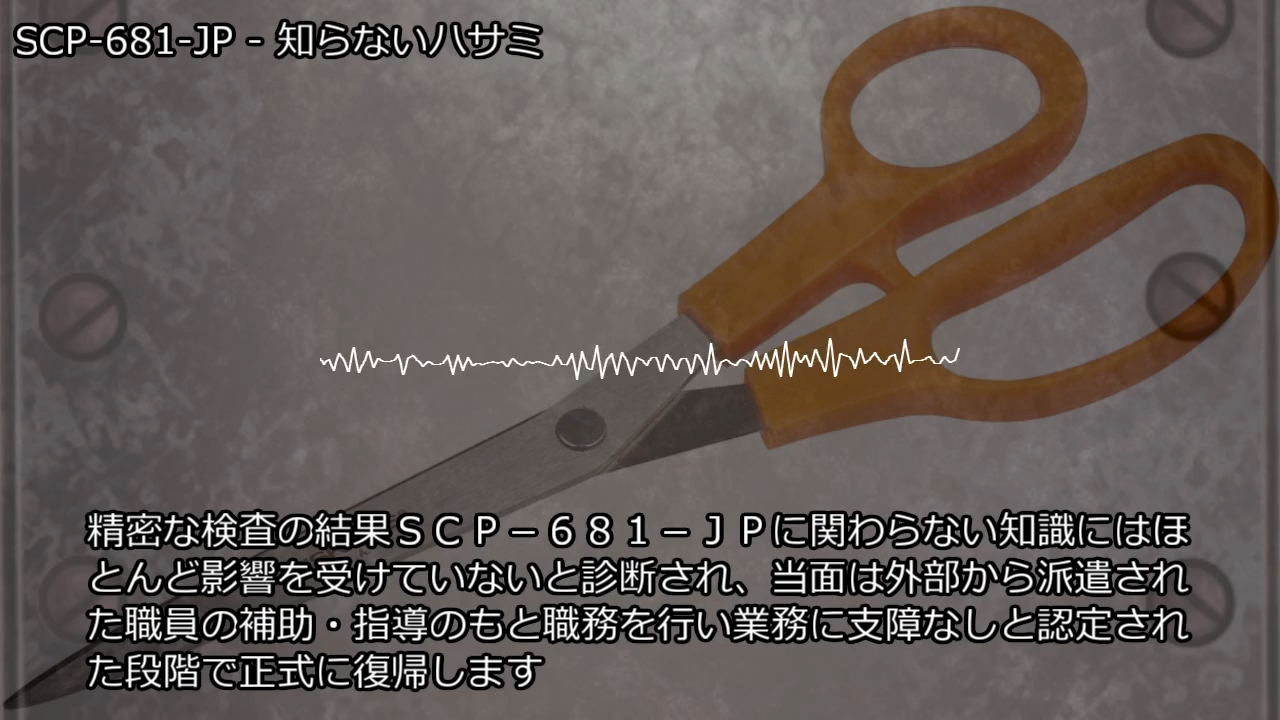 SCP-681-JP - 知らないハサミ
精密な検査の結果ＳＣＰ－６８１－ＪＰに関わらない知識にはほ
とんど影響を受けていないと診断され、当面は外部から派遣され
た職員の補助・指導のもと職務を行い業務に支障なしと認定され
た段階で正式に復帰します